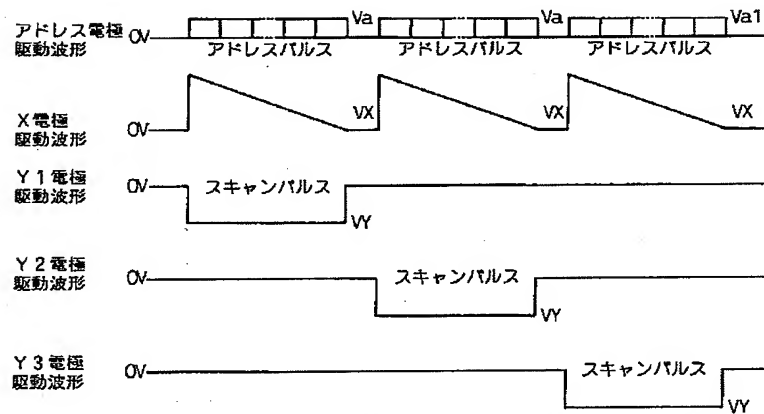 アドレス電極
駆動波形
0V
Va
Va
Va1
アドレスパルス
アドレスパルス
アドレスパルス
X電極
駆動波形
0V
VX
VX
VX
Y1電極
駆動波形
0V
スキャンパルス
VY
Y2電極
駆動波形
0V
スキャンパルス
VY
Y3電極
駆動波形
0V
スキャンパルス
VY